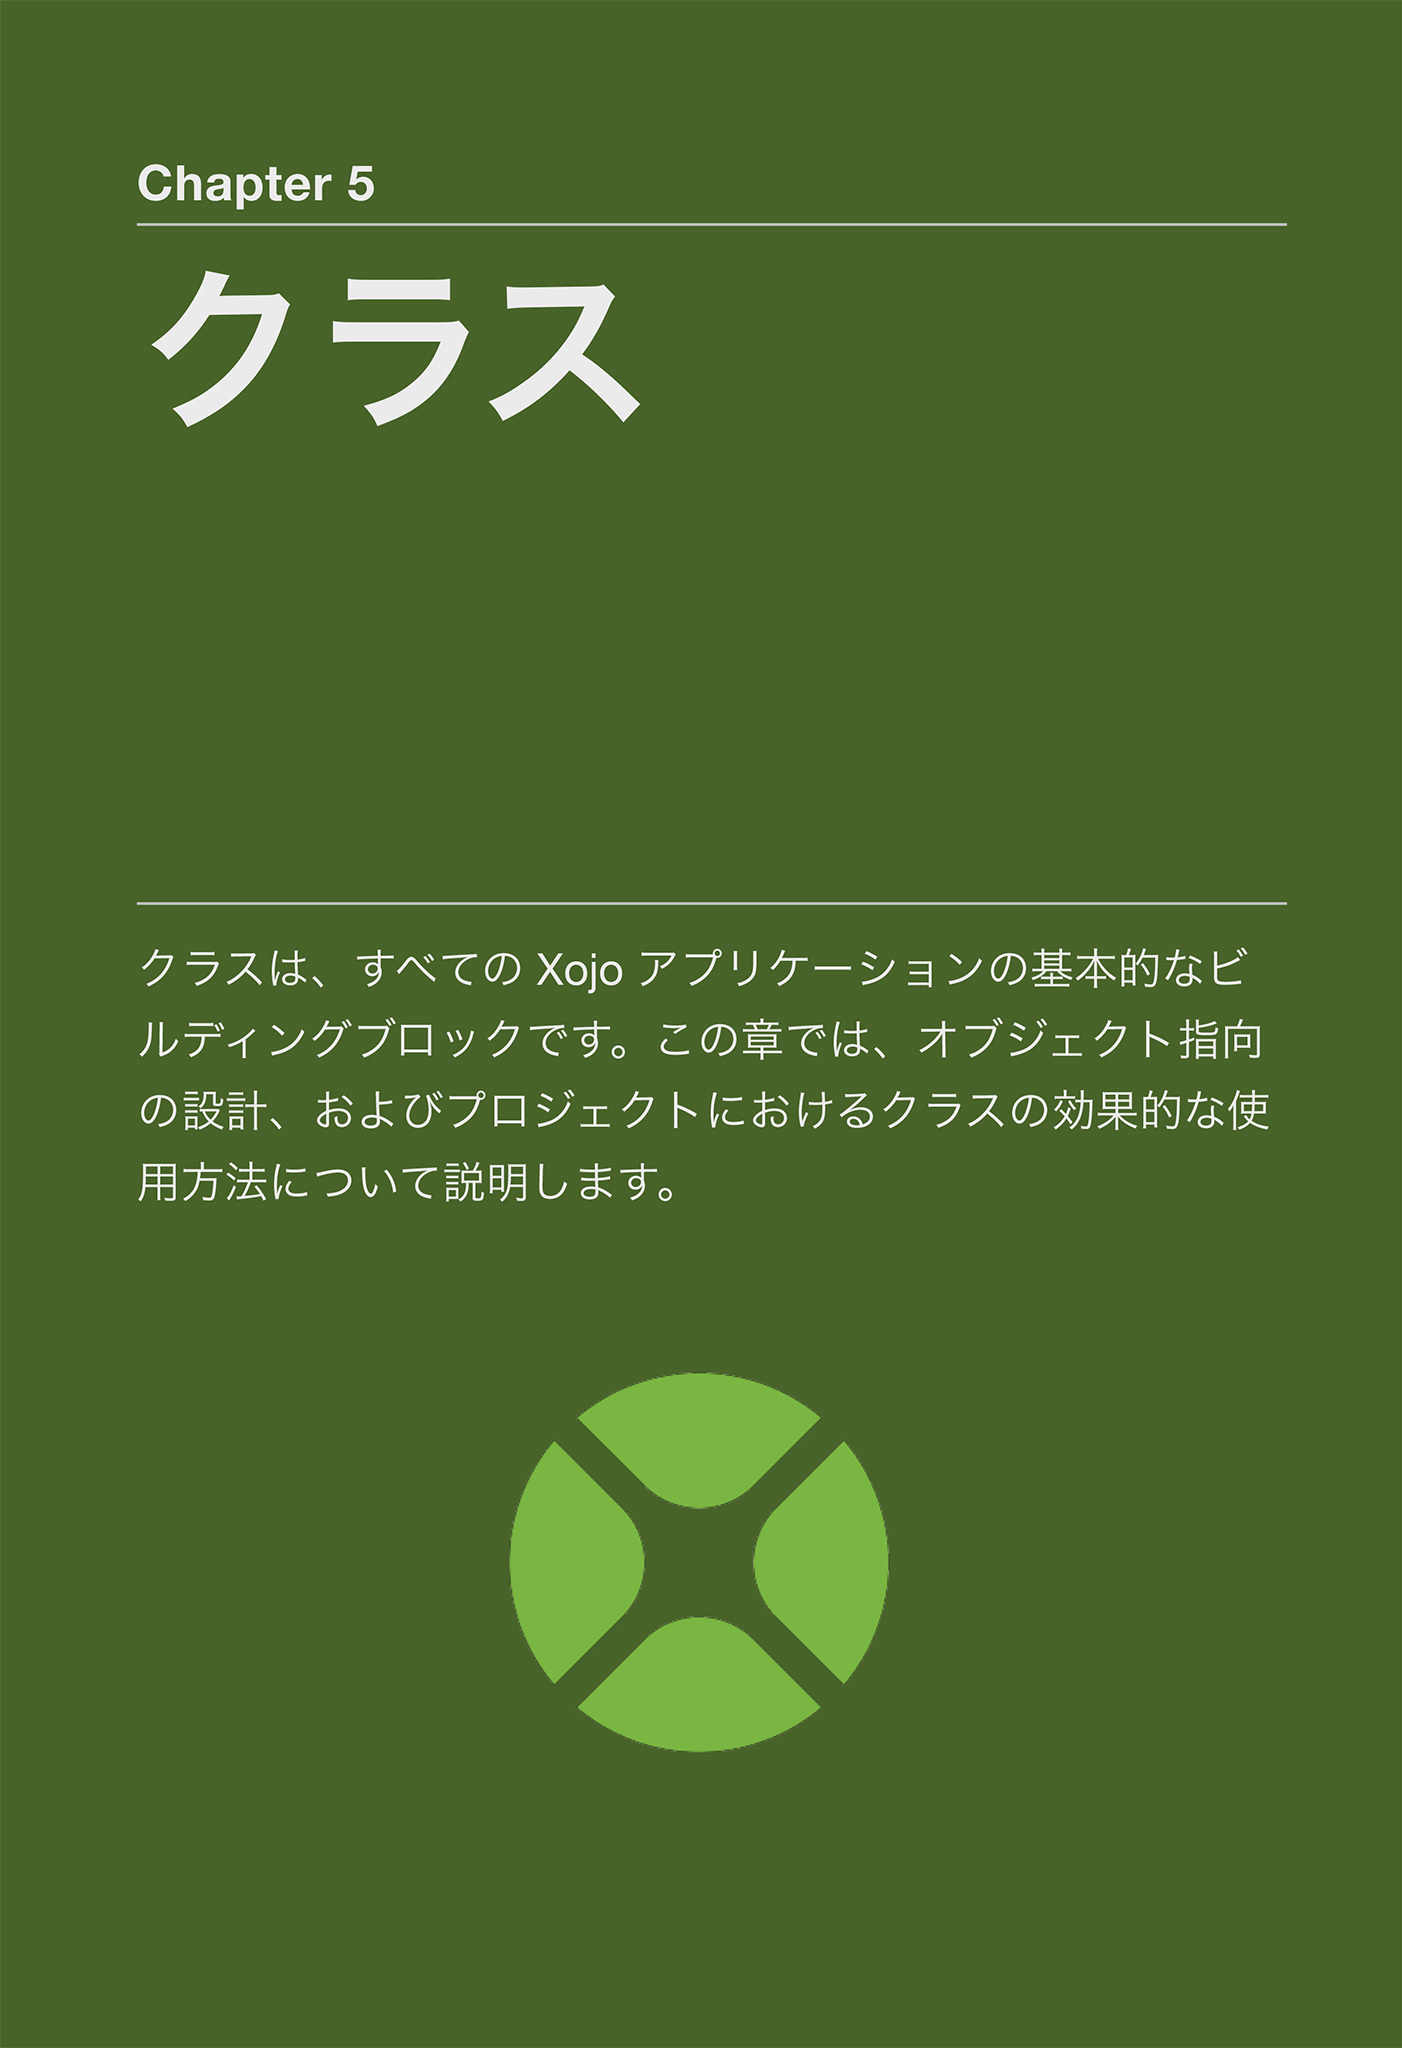 Chapter 5
クラス
クラスは、すべての Xojo アプリケーションの基本的なビ
ルディングブロックです。この章では、オブジェクト指向
の設計、およびプロジェクトにおけるクラスの効果的な使
用方法について説明します。